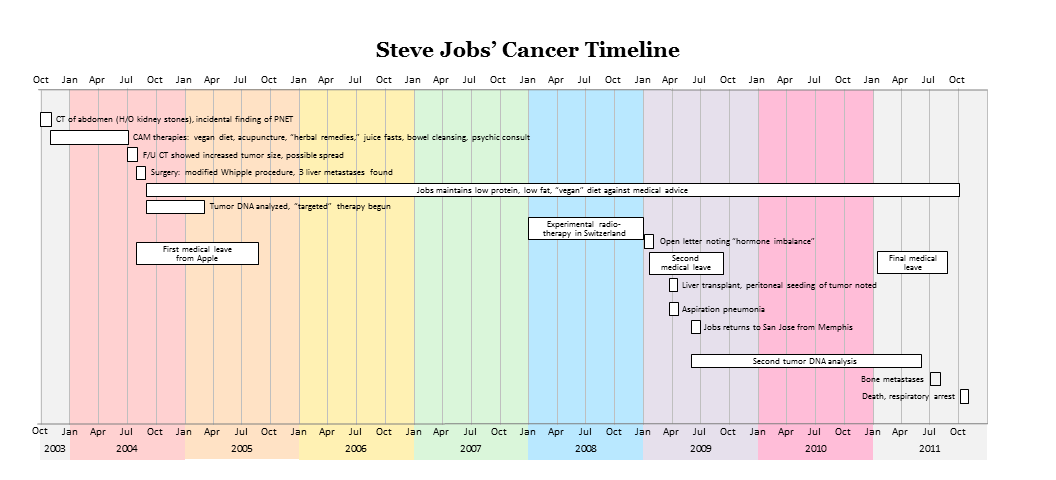 Steve Jobs’ Cancer Timeline
Oct Jan Apr Jul Oct Jan Apr Jul Oct Jan Apr Jul Oct Jan Apr Jul Oct Jan Apr Jul Oct Jan Apr Jul Oct Jan Apr Jul Oct Jan Apr Jul Oct
CT of abdomen (H/O kidney stones), incidental finding of PNET
CAM therapies: vegan diet, acupuncture, “herbal remedies,” juice fasts, bowel cleansing, psychic consult
F/U CT showed increased tumor size, possible spread
Surgery: modified Whipple procedure, 3 liver metastases found
Jobs maintains low protein, low fat, “vegan” diet against medical advice
Tumor DNA analyzed, “targeted” therapy begun
Experimental radio-
therapy in Switzerland
Open letter noting “hormone imbalance”
First medical leave
from Apple
Second
medical leave
Final medical
leave
Liver transplant, peritoneal seeding of tumor noted
Aspiration pneumonia
Jobs returns to San Jose from Memphis
Second tumor DNA analysis
Bone metastases
Death, respiratory arrest
Oct Jan Apr Jul Oct Jan Apr Jul Oct Jan Apr Jul Oct Jan Apr Jul Oct Jan Apr Jul Oct Jan Apr Jul Oct Jan Apr Jul Oct Jan Apr Jul Oct
2003 2004 2005 2006 2007 2008 2009 2010 2011